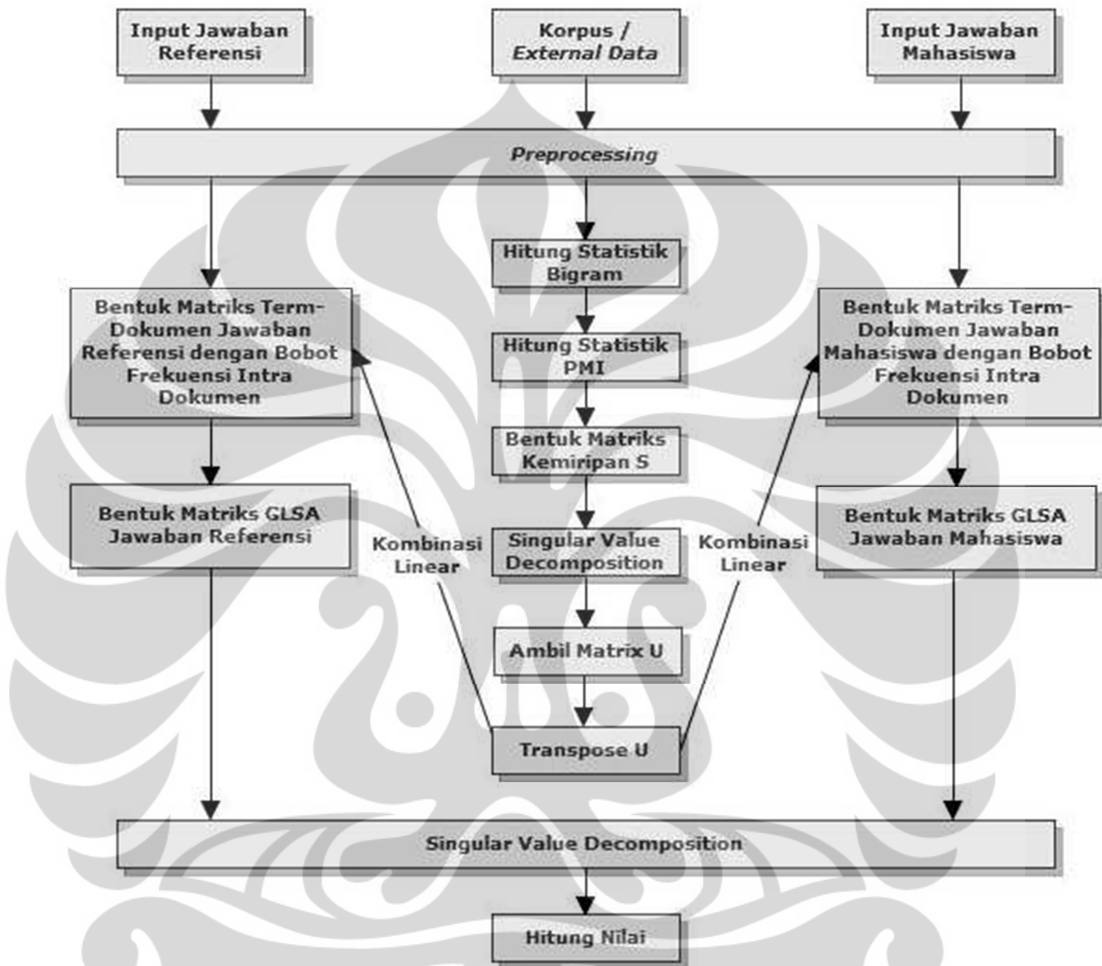 Input Jawaban
Referensi
Korpus /
External Data
Input Jawaban
Mahasiswa
Preprocessing
Hitung Statistik
Bigram
Bentuk Matriks Term-
Dokumen Jawaban
Referensi dengan Bobot
Frekuensi Intra
Dokumen
Hitung Statistik
PMI
Bentuk Matriks Term-
Dokumen Jawaban
Mahasiswa dengan Bobot
Frekuensi Intra
Dokumen
Bentuk Matriks
Kemiripan S
Bentuk Matriks GLSA
Jawaban Referensi
Kombinasi
Linear
Singular Value
Decomposition
Kombinasi
Linear
Bentuk Matriks GLSA
Jawaban Mahasiswa
Ambil Matrix U
Transpose U
Singular Value Decomposition
Hitung Nilai